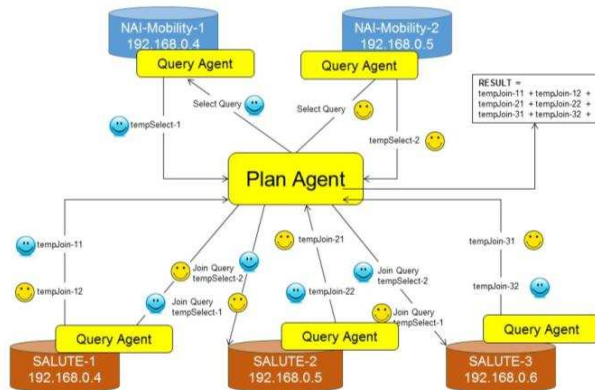 NAI-Mobility-1
192.168.0.4
NAI-Mobility-2
192.168.0.5
Query Agent
Query Agent
RESULT =
tempJoin-11 + tempJoin-12 +
tempJoin-21 + tempJoin-22 +
tempJoin-31 + tempJoin-32 +
Select Query
Select Query
tempSelect-1
tempSelect-2
Plan Agent
tempJoin-11
tempJoin-12
Join Query
tempSelect-2
Join Query
tempSelect-1
tempJoin-21
tempJoin-22
Join Query
tempSelect-2
Join Query
tempSelect-1
tempJoin-31
tempJoin-32
Query Agent
Query Agent
Query Agent
SALUTE-1
192.168.0.4
SALUTE-2
192.168.0.5
SALUTE-3
192.168.0.6